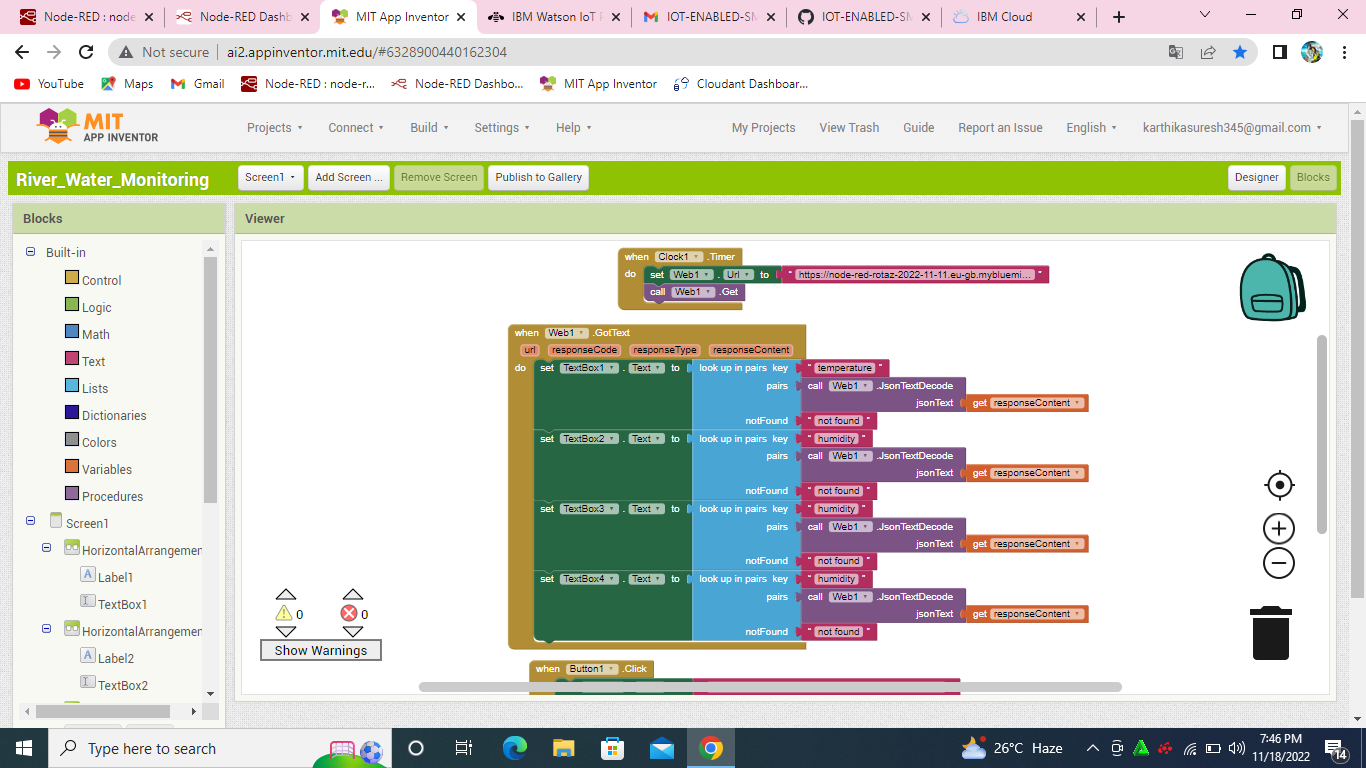 Node-RED : node
Node-RED Dashb
MIT App Inventor
IBM Watson IoT P
IOT-ENABLED-SM
IOT-ENABLED-SM
IBM Cloud
Not secure
ai2.appinventor.mit.edu/#6328900440162304
YouTube
Maps
Gmail
Node-RED : node-r...
Node-RED Dashbo...
MIT App Inventor
Cloudant Dashboar...
MIT
APP INVENTOR
Projects
Connect
Build
Settings
Help
My Projects
View Trash
Guide
Report an Issue
English
karthikasuresh345@gmail.com
River_Water_Monitoring
Screen1
Add Screen ...
Remove Screen
Publish to Gallery
Designer
Blocks
Blocks
Viewer
Built-in
Control
Logic
Math
Text
Lists
Dictionaries
Colors
Variables
Procedures
Screen1
HorizontalArrangemen
Label1
TextBox1
HorizontalArrangemen
Label2
TextBox2
when Clock1 .Timer
do set Web1 . Url to " https://node-red-rotaz-2022-11-11.eu-gb.mybluemi... "
call Web1 .Get
when Web1 .GotText
url responseCode responseType responseContent
do set TextBox1 . Text to look up in pairs key " temperature "
pairs call Web1 .JsonTextDecode
jsonText get responseContent
notFound " not found "
set TextBox2 . Text to look up in pairs key " humidity "
pairs call Web1 .JsonTextDecode
jsonText get responseContent
notFound " not found "
set TextBox3 . Text to look up in pairs key " humidity "
pairs call Web1 .JsonTextDecode
jsonText get responseContent
notFound " not found "
set TextBox4 . Text to look up in pairs key " humidity "
pairs call Web1 .JsonTextDecode
jsonText get responseContent
notFound " not found "
when Button1 .Click
0
0
Show Warnings
Type here to search
26°C Haze
7:46 PM
11/18/2022
14